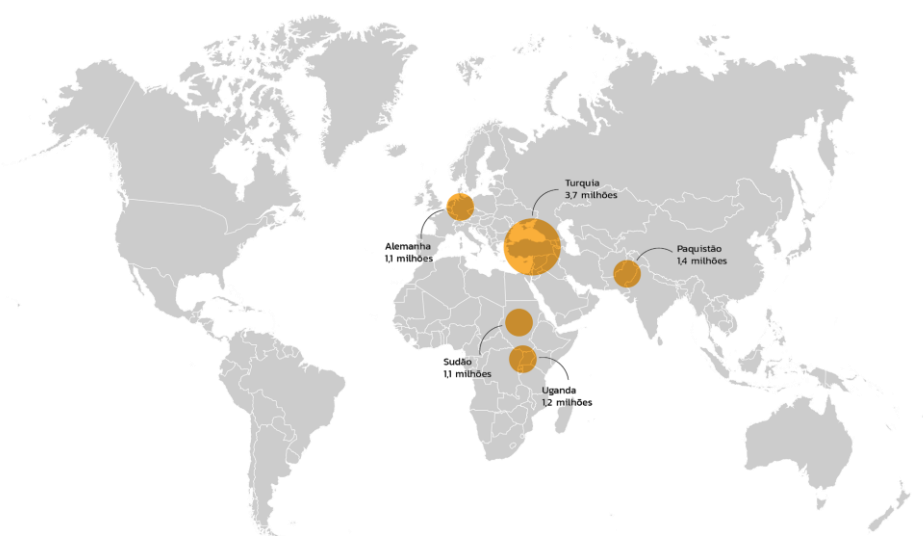 Turquia
3,7 milhões
Alemanha
1,1 milhões
Paquistão
1,4 milhões
Sudão
1,1 milhões
Uganda
1,2 milhões